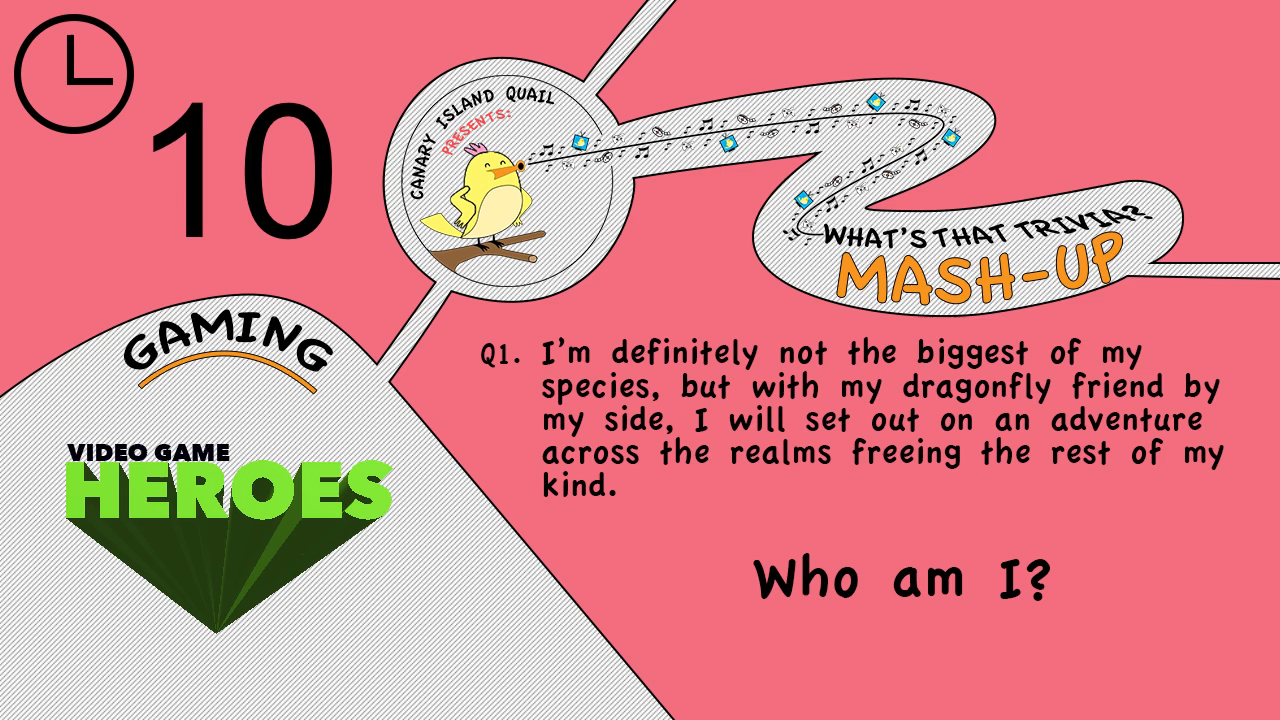 10
CANARY ISLAND QUAIL
PRESENTS:
WHAT'S THAT TRIVIA?
MASH-UP
GAMING
VIDEO GAME
HEROES
Q1. I'm definitely not the biggest of my
species, but with my dragonfly friend by
my side, I will set out on an adventure
across the realms freeing the rest of my
kind.
Who am I?